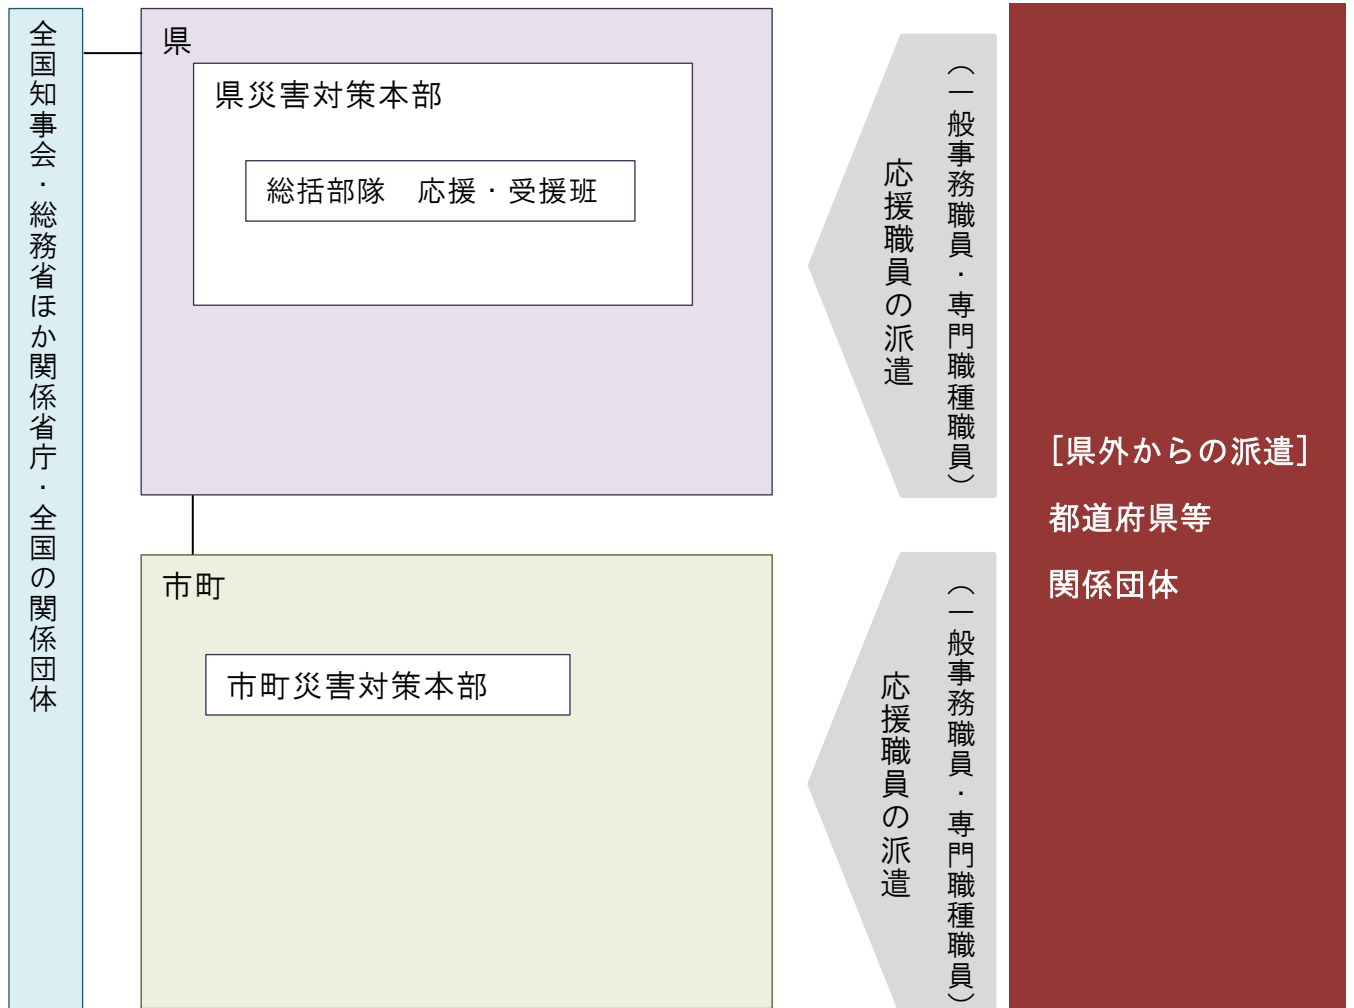 全国知事会・総務省ほか関係省庁・全国の関係団体
県
県災害対策本部
総括部隊　応援・受援班
応援職員の派遣
（一般事務職員・専門職種職員）
市町
市町災害対策本部
応援職員の派遣
（一般事務職員・専門職種職員）
［県外からの派遣］
都道府県等
関係団体